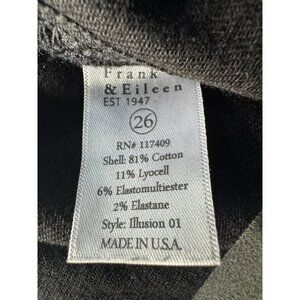 Frank
& Eileen
EST 1947
26
RN# 117409
Shell: 81% Cotton
11% Lyocell
6% Elastomultiester
2% Elastane
Style: Illusion 01
MADE IN U.S.A.